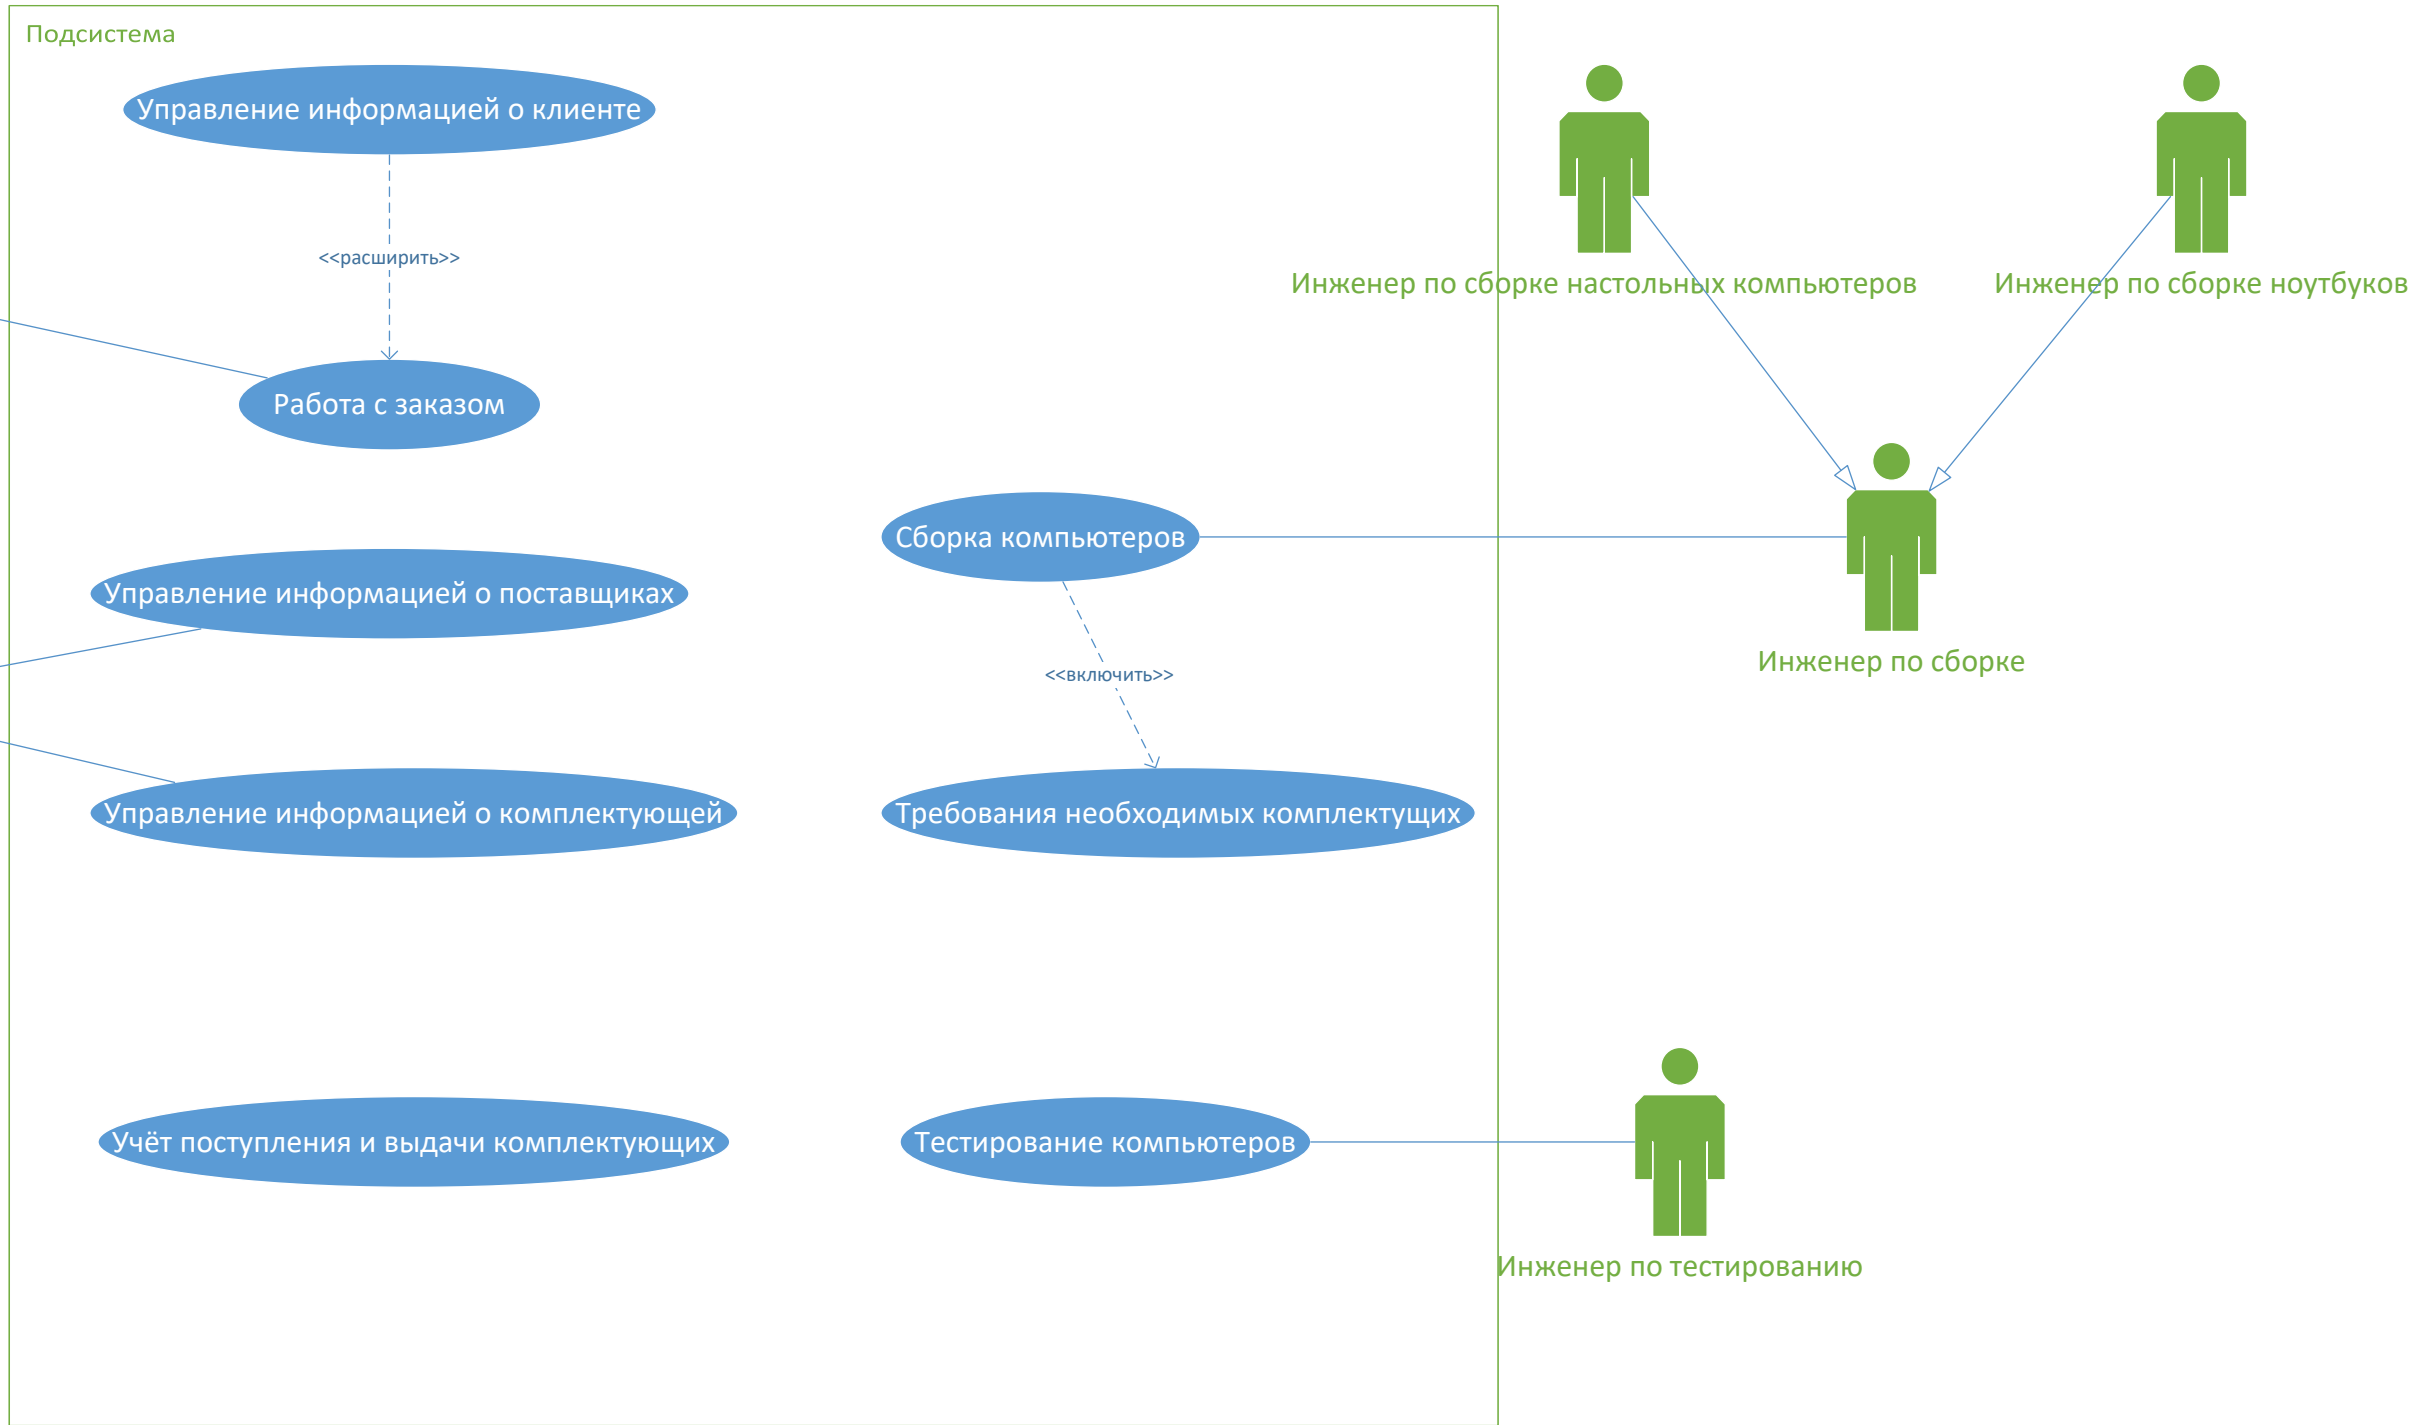 Подсистема
Управление информацией о клиенте
<<расширить>>
Инженер по сборке настольных компьютеров
Инженер по сборке ноутбуков
Работа с заказом
Сборка компьютеров
Управление информацией о поставщиках
Инженер по сборке
<<включить>>
Управление информацией о комплектующей
Требования необходимых комплектущих
Учёт поступления и выдачи комплектующих
Тестирование компьютеров
Инженер по тестированию